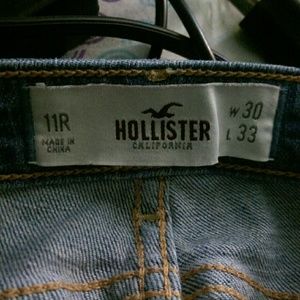 11R
MADE IN
CHINA
HOLLISTER
CALIFORNIA
W 30
L 33